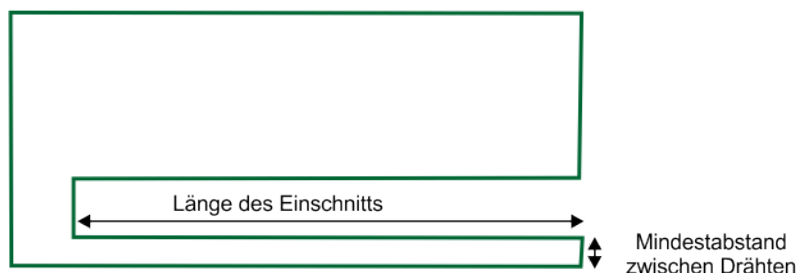 Länge des Einschnitts
Mindestabstand
zwischen Drähten